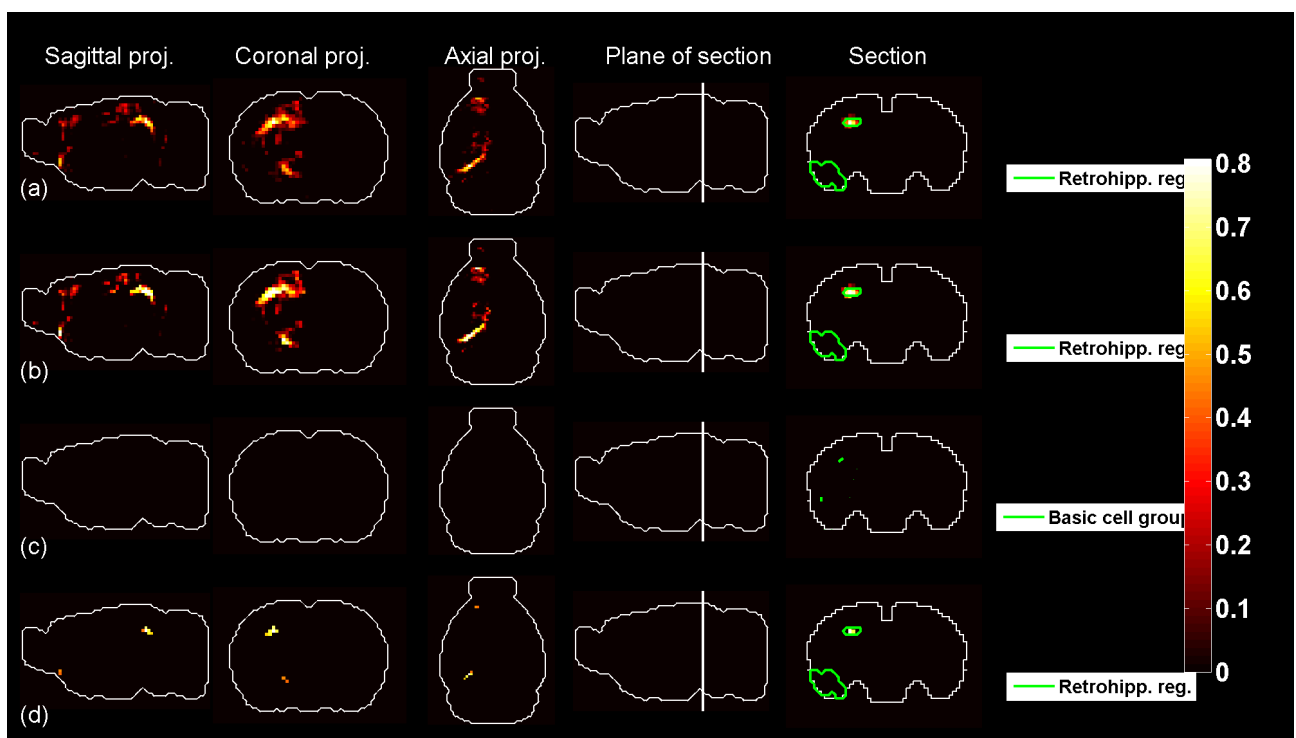 Sagittal proj. Coronal proj. Axial proj. Plane of section Section
(a)
Retrohipp. reg.
(b)
Retrohipp. reg.
(c)
Basic cell group
(d)
Retrohipp. reg.
0.8
0.7
0.6
0.5
0.4
0.3
0.2
0.1
0